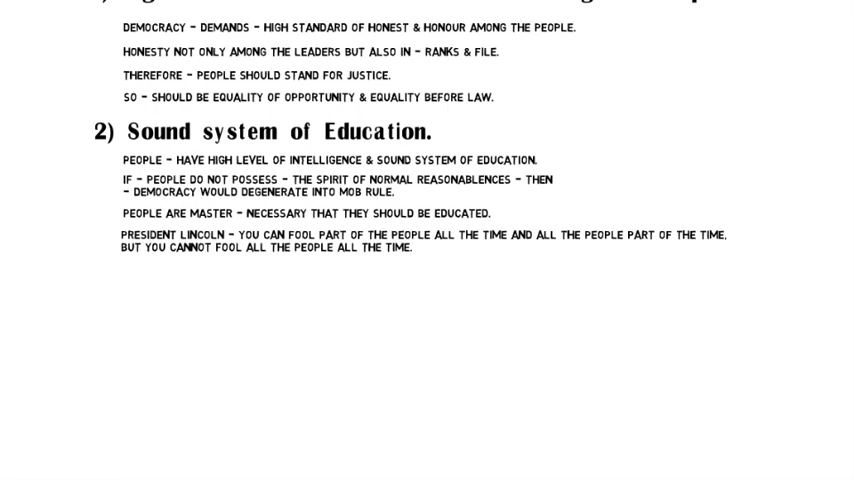 DEMOCRACY - DEMANDS - HIGH STANDARD OF HONEST & HONOUR AMONG THE PEOPLE.
HONESTY NOT ONLY AMONG THE LEADERS BUT ALSO IN - RANKS & FILE.
THEREFORE - PEOPLE SHOULD STAND FOR JUSTICE.
SO - SHOULD BE EQUALITY OF OPPORTUNITY & EQUALITY BEFORE LAW.
2) Sound system of Education.
PEOPLE - HAVE HIGH LEVEL OF INTELLIGENCE & SOUND SYSTEM OF EDUCATION.
IF - PEOPLE DO NOT POSSESS - THE SPIRIT OF NORMAL REASONABLENCES - THEN
- DEMOCRACY WOULD DEGENERATE INTO MOB RULE.
PEOPLE ARE MASTER - NECESSARY THAT THEY SHOULD BE EDUCATED.
PRESIDENT LINCOLN - YOU CAN FOOL PART OF THE PEOPLE ALL THE TIME AND ALL THE PEOPLE PART OF THE TIME,
BUT YOU CANNOT FOOL ALL THE PEOPLE ALL THE TIME.